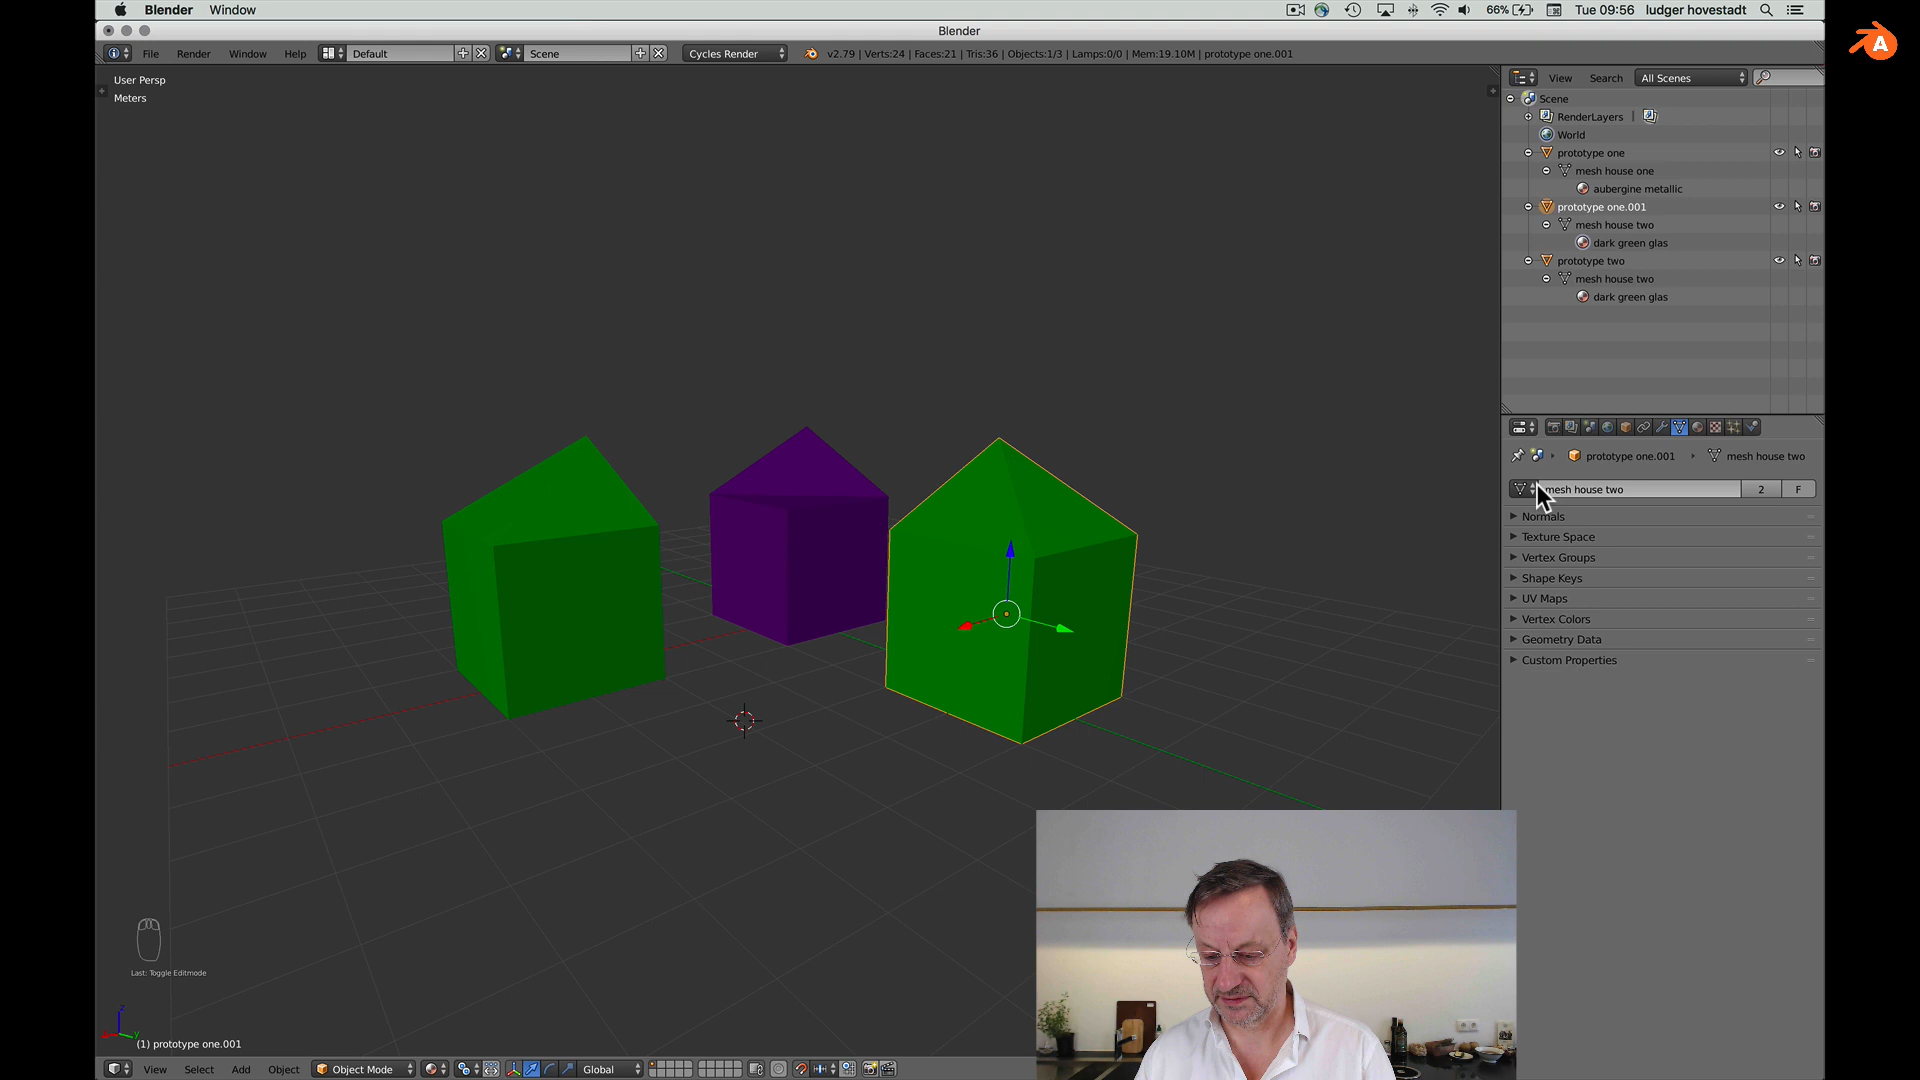 Blender Window 66% Tue 09:56 ludger hovestadt
Blender
File Render Window Help Default Scene Cycles Render v2.79 | Verts:24 | Faces:21 | Tris:36 | Objects:1/3 | Lamps:0/0 | Mem:19.10M | prototype one.001
User Persp
Meters
View Search All Scenes
Scene
RenderLayers
World
prototype one
mesh house one
aubergine metallic
prototype one.001
mesh house two
dark green glas
prototype two
mesh house two
dark green glas
prototype one.001 mesh house two
mesh house two 2 F
Normals
Texture Space
Vertex Groups
Shape Keys
UV Maps
Vertex Colors
Geometry Data
Custom Properties
Last: Toggle Editmode
z
y
(1) prototype one.001
View Select Add Object Object Mode Global
A